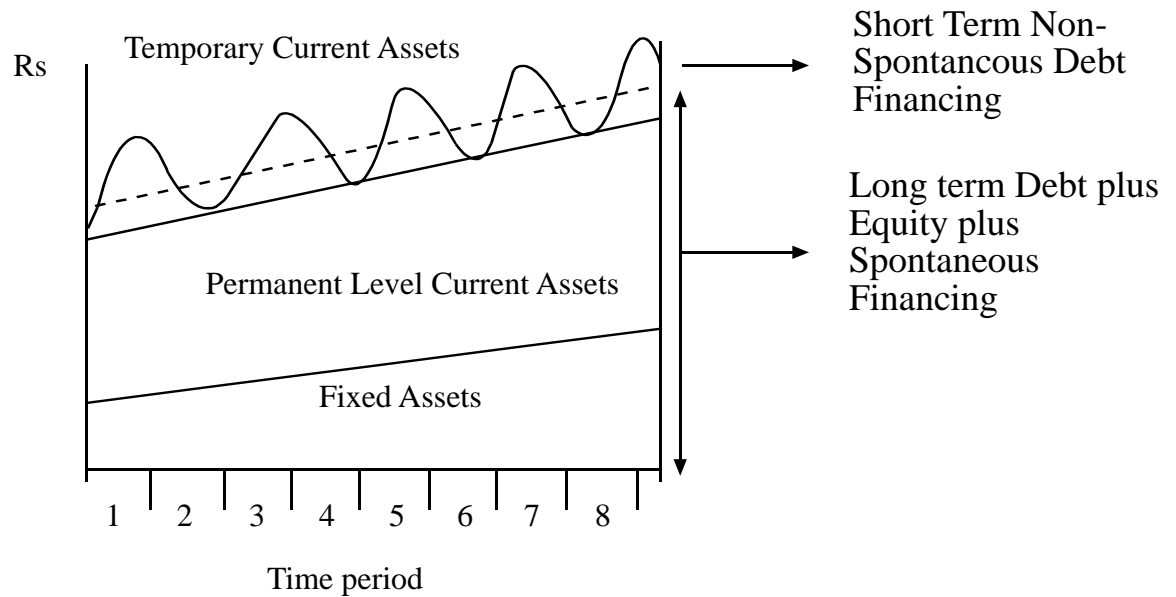 Temporary Current Assets
Rs
Short Term Non-
Spontancous Debt
Financing
Long term Debt plus
Equity plus
Spontaneous
Financing
Permanent Level Current Assets
Fixed Assets
1 2 3 4 5 6 7 8
Time period